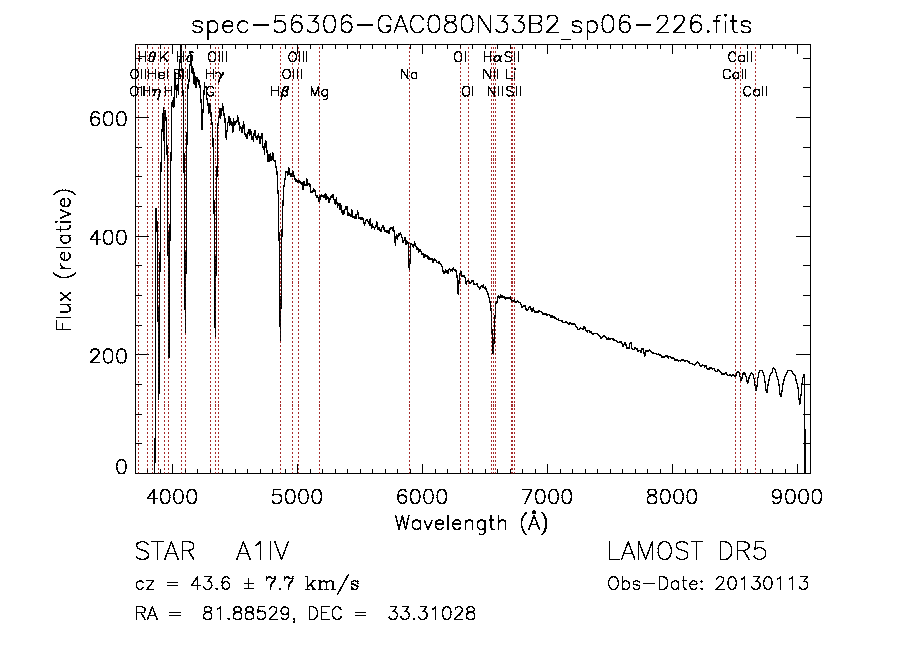 spec-56306-GAC080N33B2_sp06-226.fits
Hθ K Hδ OIII OIII OI Hα SII CaII
OII HeI Hγ OIII Na NII Li CaII
OII Hη H G Hβ Mg OI NII SII CaII
600
400
200
0
Flux (relative)
4000 5000 6000 7000 8000 9000
Wavelength (Å)
STAR A1IV LAMOST DR5
cz = 43.6 ± 7.7 km/s Obs-Date: 20130113
RA = 81.88529, DEC = 33.31028